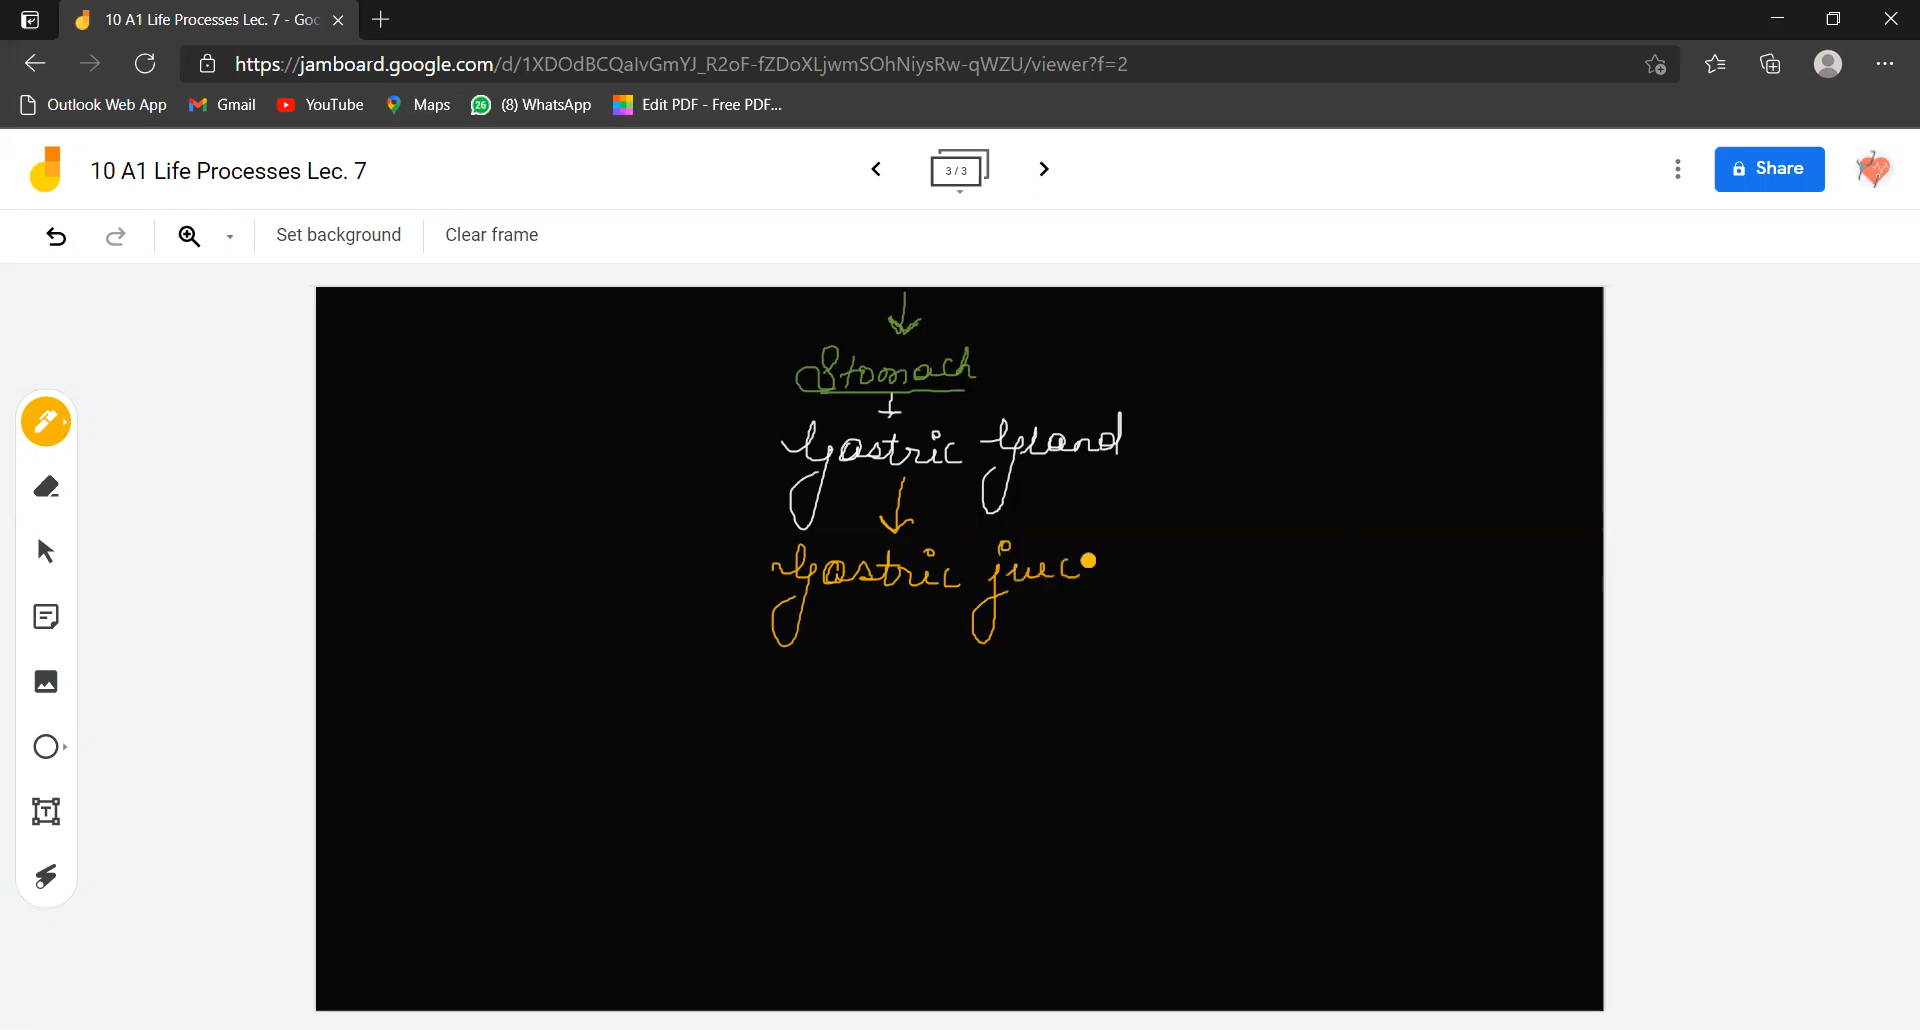 10 A1 Life Processes Lec. 7 - Goo
https://jamboard.google.com/d/1XDOdBCQalvGmYJ_R2oF-fZDoXLjwmSOhNiysRw-qWZU/viewer?f=2
Outlook Web App Gmail YouTube Maps 26 (8) WhatsApp Edit PDF - Free PDF...
10 A1 Life Processes Lec. 7 3 / 3 Share
Set background Clear frame
Stomach
Gastric Gland
Gastric juic